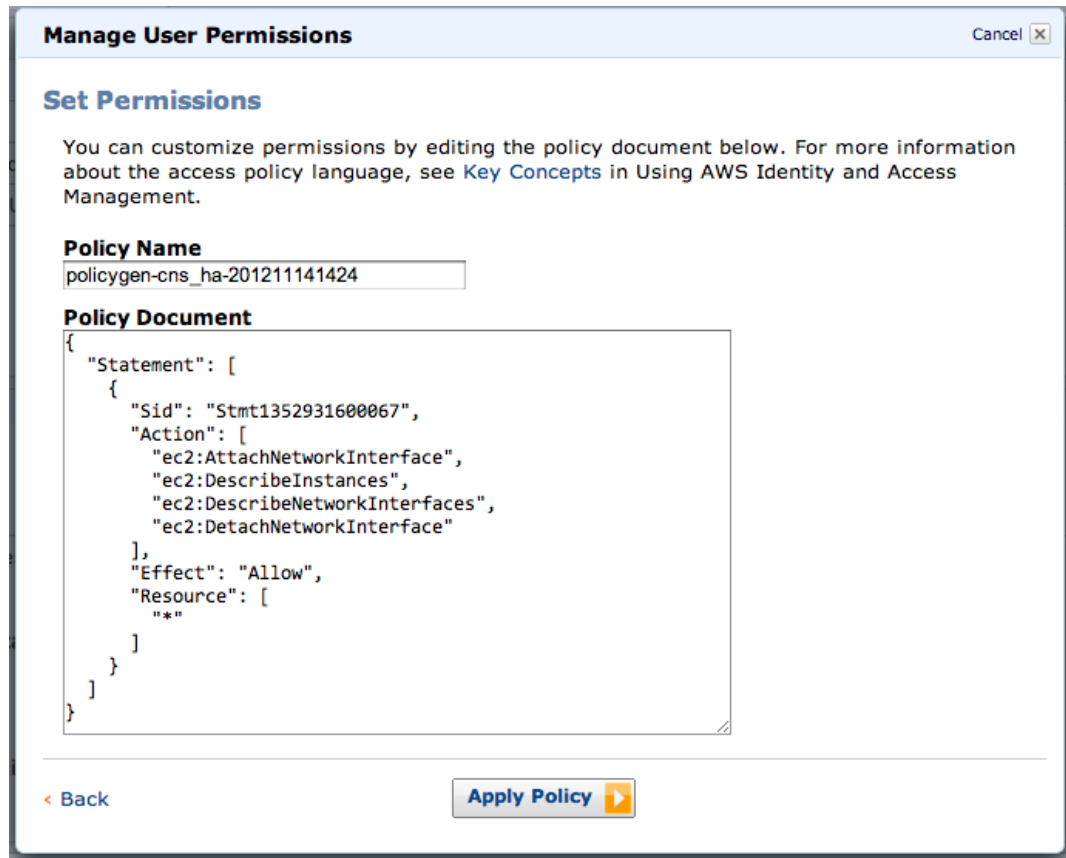 Manage User Permissions
Cancel
Set Permissions
You can customize permissions by editing the policy document below. For more information
about the access policy language, see Key Concepts in Using AWS Identity and Access
Management.
Policy Name
policygen-cns_ha-201211141424
Policy Document
{
  "Statement": [
    {
      "Sid": "Stmt1352931600067",
      "Action": [
        "ec2:AttachNetworkInterface",
        "ec2:DescribeInstances",
        "ec2:DescribeNetworkInterfaces",
        "ec2:DetachNetworkInterface"
      ],
      "Effect": "Allow",
      "Resource": [
        "*"
      ]
    }
  ]
}
< Back
Apply Policy